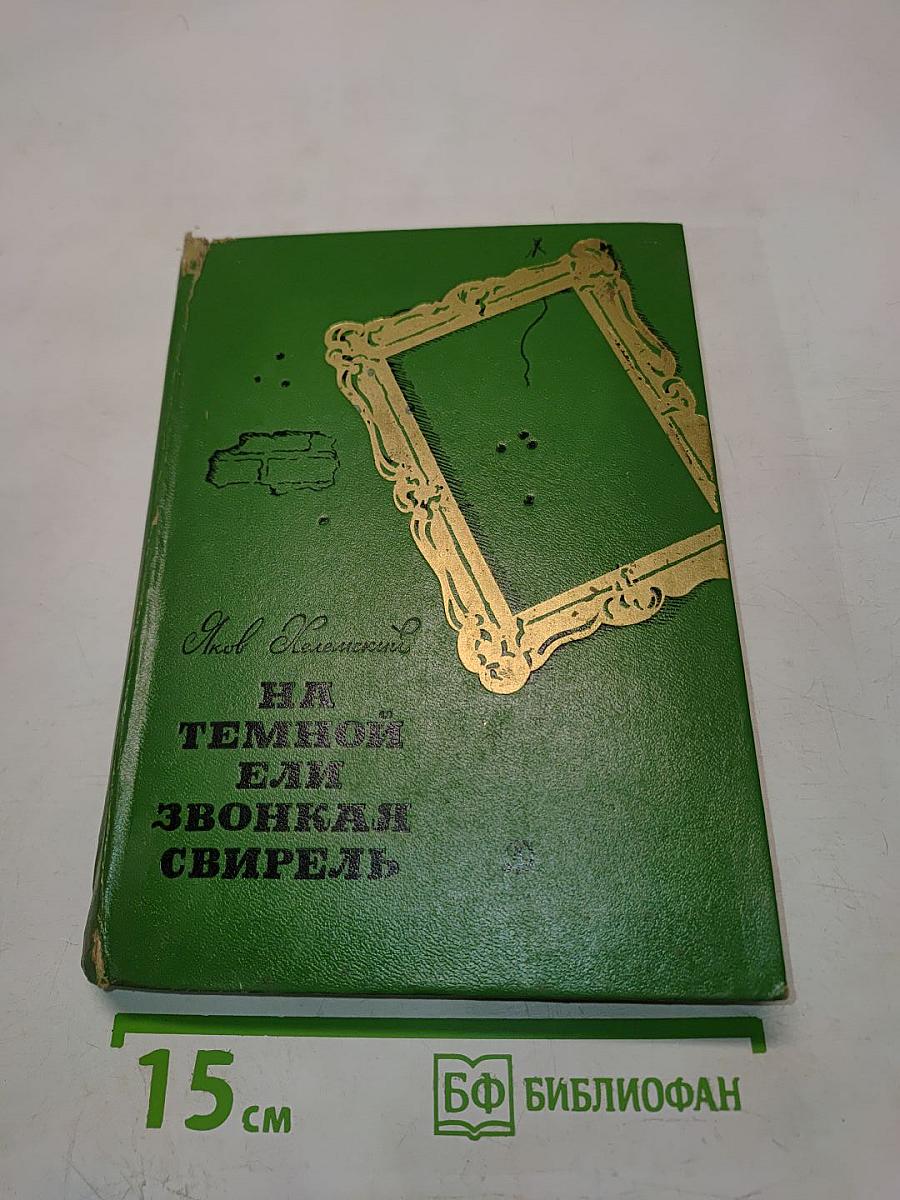 Яков Хелемский
НА
ТЕМНОЙ
ЕЛИ
ЗВОНКАЯ
СВИРЕЛЬ
15 см
БФ БИБЛИОФАН